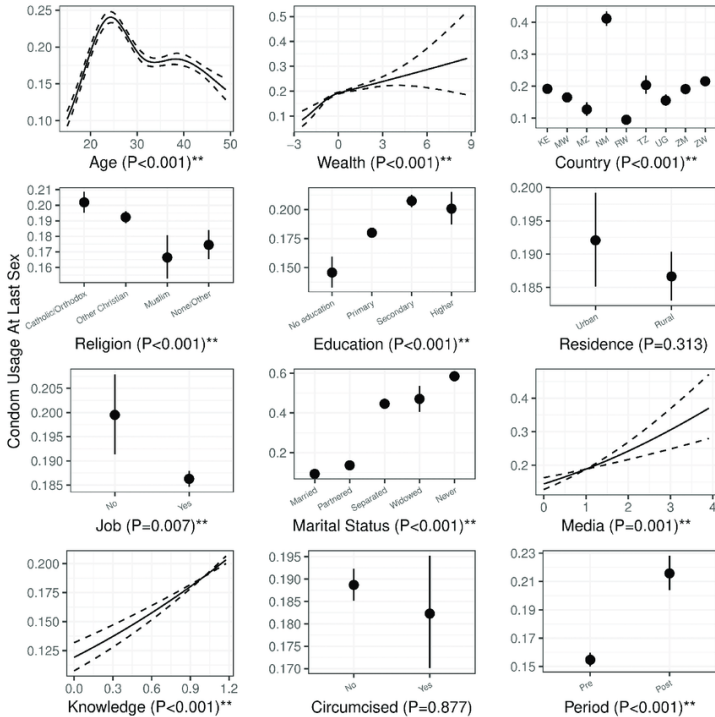 Condom Usage At Last Sex
0.25
0.20
0.15
0.10
20 30 40 50
Age (P<0.001)**
0.5
0.4
0.3
0.2
0.1
−3 0 3 6 9
Wealth (P<0.001)**
0.4
0.3
0.2
0.1
KE MW MZ NM RW TZ UG ZM ZW
Country (P<0.001)**
0.21
0.20
0.19
0.18
0.17
0.16
Catholic/Orthodox Other Christian Muslim None/Other
Religion (P<0.001)**
0.200
0.175
0.150
No education Primary Secondary Higher
Education (P<0.001)**
0.200
0.195
0.190
0.185
Urban Rural
Residence (P=0.313)
0.205
0.200
0.195
0.190
0.185
No Yes
Job (P=0.007)**
0.6
0.4
0.2
Married Partnered Separated Widowed Never
Marital Status (P<0.001)**
0.4
0.3
0.2
0 1 2 3 4
Media (P=0.001)**
0.200
0.175
0.150
0.125
0.0 0.3 0.6 0.9 1.2
Knowledge (P<0.001)**
0.195
0.190
0.185
0.180
0.175
0.170
No Yes
Circumcised (P=0.877)
0.23
0.21
0.19
0.17
0.15
Pre Post
Period (P<0.001)**